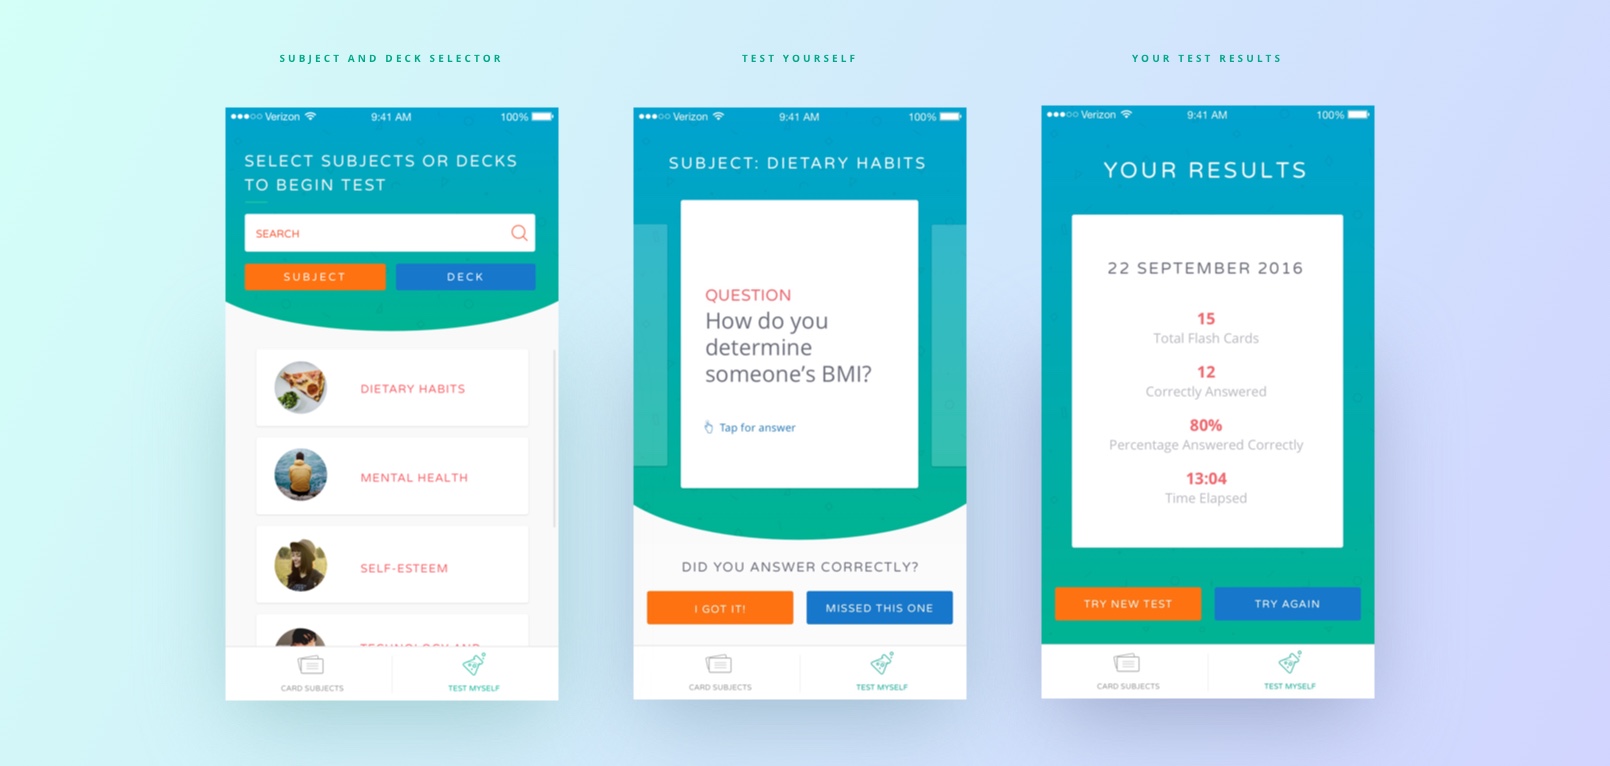 SUBJECT AND DECK SELECTOR
Verizon
9:41 AM
100%
SELECT SUBJECTS OR DECKS
TO BEGIN TEST
SEARCH
SUBJECT
DECK
DIETARY HABITS
MENTAL HEALTH
SELF-ESTEEM
TECHNOLOGY AND
CARD SUBJECTS
TEST MYSELF
TEST YOURSELF
Verizon
9:41 AM
100%
SUBJECT: DIETARY HABITS
QUESTION
How do you
determine
someone’s BMI?
Tap for answer
DID YOU ANSWER CORRECTLY?
I GOT IT!
MISSED THIS ONE
CARD SUBJECTS
TEST MYSELF
YOUR TEST RESULTS
Verizon
9:41 AM
100%
YOUR RESULTS
22 SEPTEMBER 2016
15
Total Flash Cards
12
Correctly Answered
80%
Percentage Answered Correctly
13:04
Time Elapsed
TRY NEW TEST
TRY AGAIN
CARD SUBJECTS
TEST MYSELF